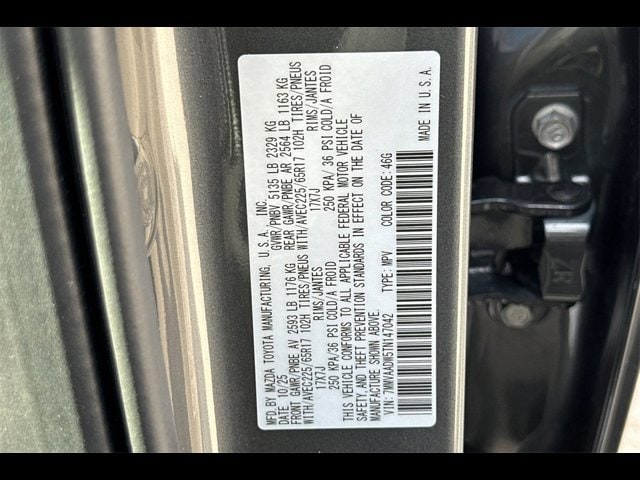 MFD.BY MAZDA TOYOTA MANUFACTURING, U.S.A., INC.
DATE 10/25 GVWR/PNBV 5135 LB 2329 KG
FRONT GAWR/PNBE AV 2593 LB 1176 KG REAR GAWR/PNBE AR 2564 LB 1163 KG
WITH/AVEC225/65R17 102H TIRES/PNEUS WITH/AVEC225/65R17 102H TIRES/PNEUS
17X7J RIMS/JANTES 17X7J RIMS/JANTES
250 KPA/36 PSI COLD/A FROID 250 KPA/36 PSI COLD/A FROID
THIS VEHICLE CONFORMS TO ALL APPLICABLE FEDERAL MOTOR VEHICLE
SAFETY, AND THEFT PREVENTION STANDARDS IN EFFECT ON THE DATE OF
MANUFACTURE SHOWN ABOVE.
VIN: 7MMVAADW5TN147042 TYPE: MPV COLOR CODE: 46G
MADE IN U.S.A.